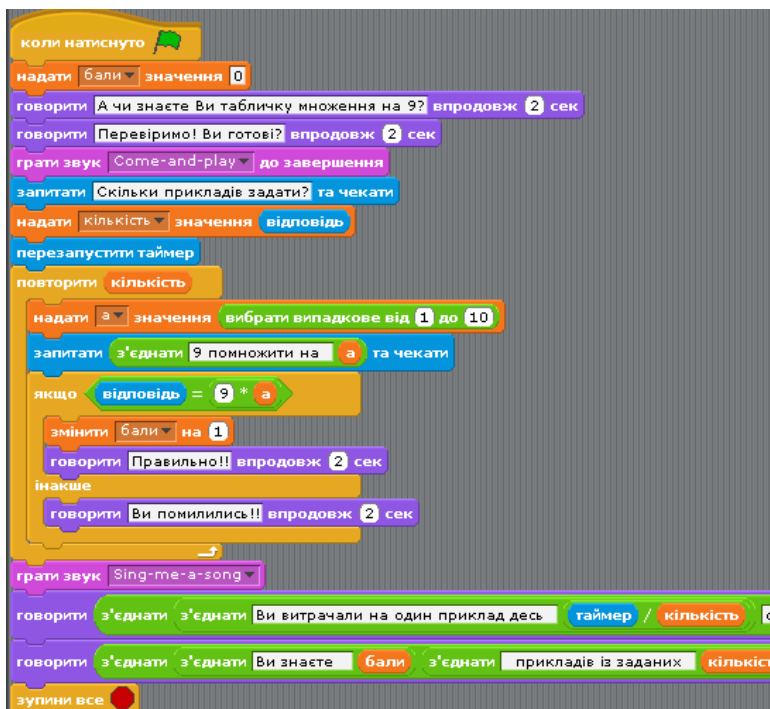 коли натиснуто
надати бали значення 0
говорити А чи знаєте Ви табличку множення на 9? впродовж 2 сек
говорити Перевіримо! Ви готові? впродовж 2 сек
грати звук Come-and-play до завершення
запитати Скільки прикладів задати? та чекати
надати кількість значення відповідь
перезапустити таймер
повторити кількість
надати а значення вибрати випадкове від 1 до 10
запитати з'єднати 9 помножити на а та чекати
якщо відповідь = 9 * а
змінити бали на 1
говорити Правильно!! впродовж 2 сек
інакше
говорити Ви помилились!! впродовж 2 сек
грати звук Sing-me-a-song
говорити з'єднати з'єднати Ви витрачали на один приклад десь таймер / кількість
говорити з'єднати з'єднати Ви знаєте бали з'єднати прикладів із заданих кількіст
зупини все